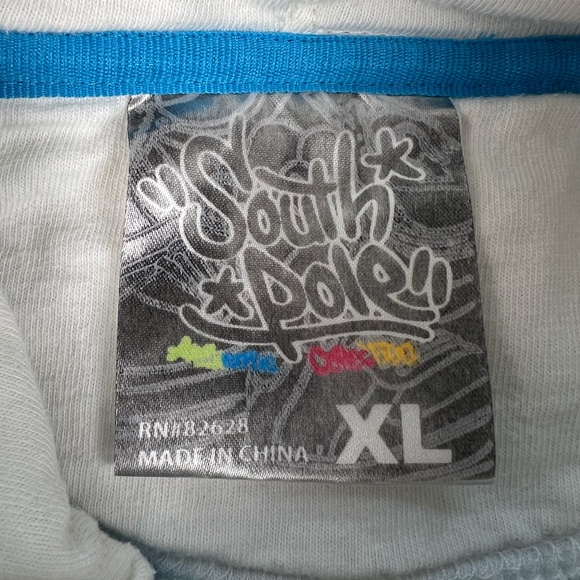 "South
Pole"
RN#82628
MADE IN CHINA
XL